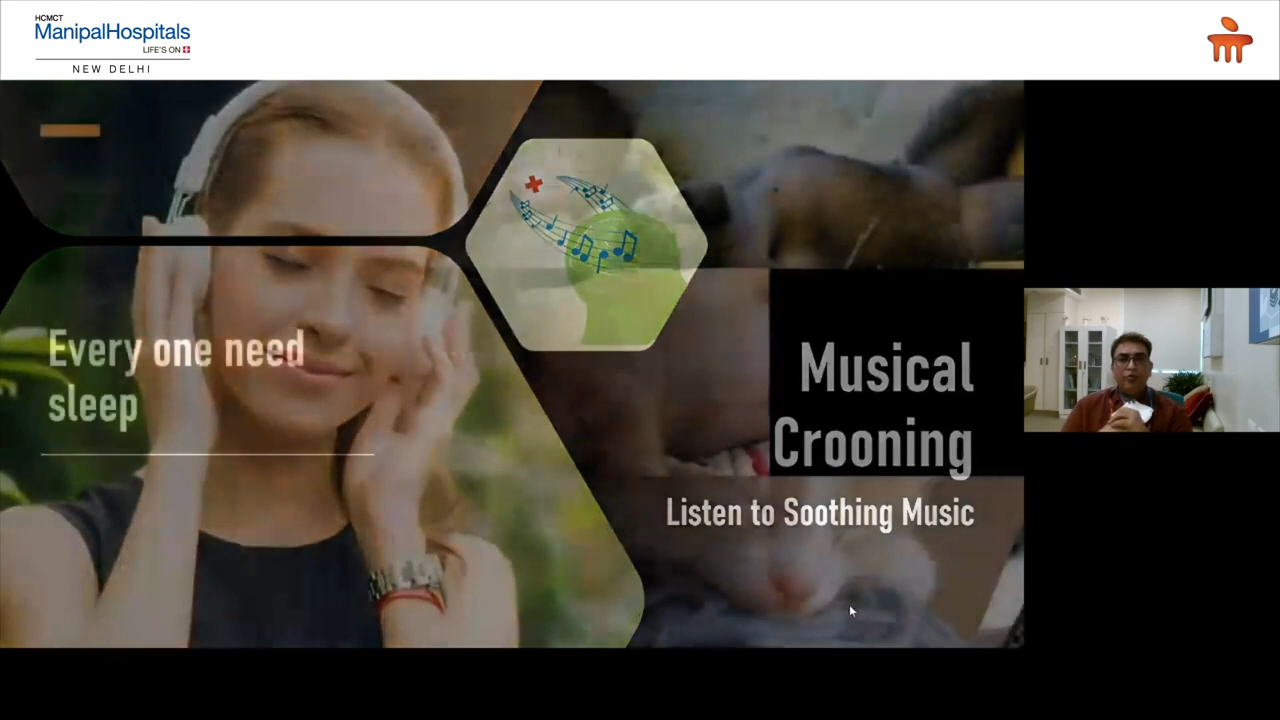 HCMCT
ManipalHospitals
LIFE'S ON
NEW DELHI
Every one need
sleep
Musical
Crooning
Listen to Soothing Music